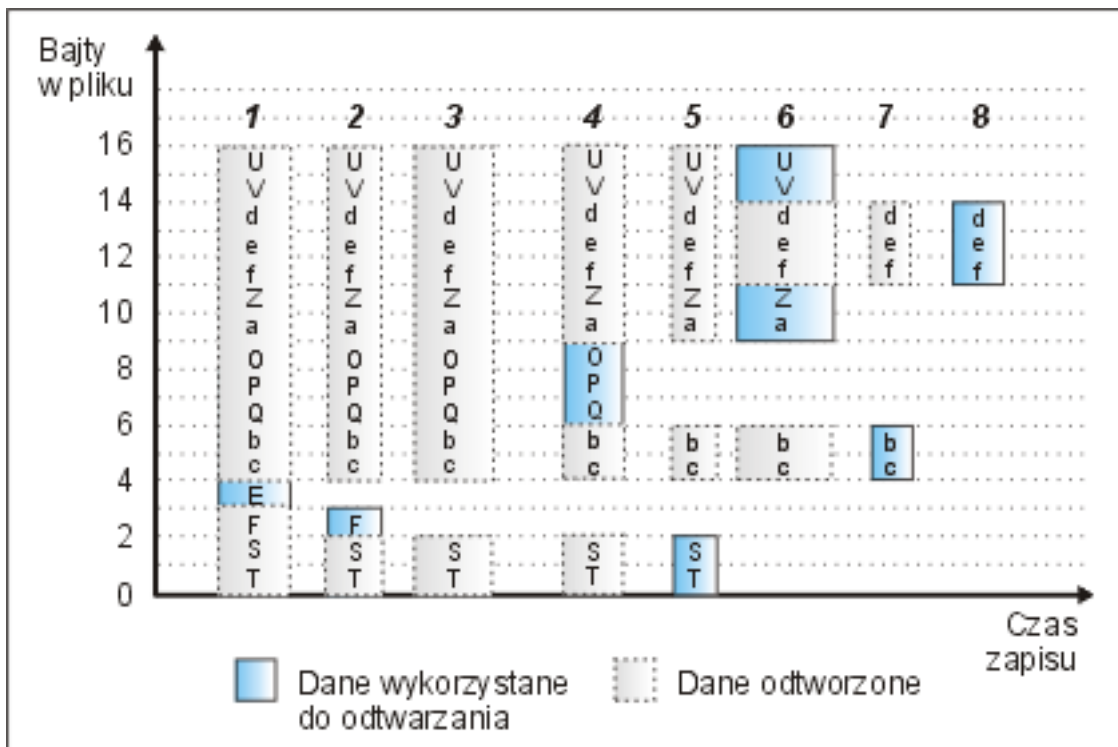 Bajty
w pliku
1 2 3 4 5 6 7 8
16 U U U U U U
V V V V V V
14 d d d d d d d d
e e e e e e e e
12 f f f f f f f f
Z Z Z Z Z Z
10 a a a a a a
O O O O
8 P P P P
Q Q Q Q
6 b b b b b b b
c c c c c c c
4 E
F F
2 S S S S S
T T T T T
0
Czas
zapisu
Dane wykorzystane
do odtwarzania
Dane odtworzone